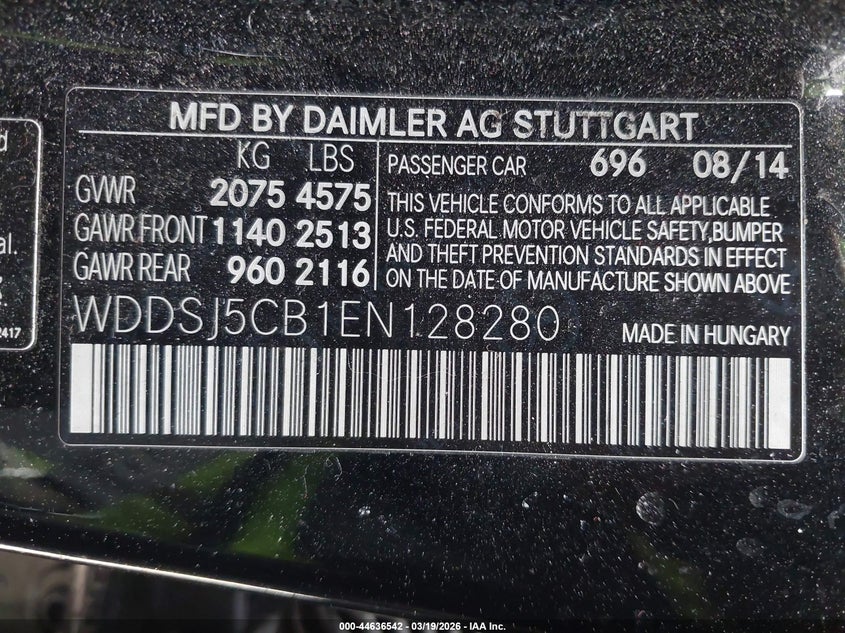 MFD BY DAIMLER AG STUTTGART
KG LBS
GVWR 2075 4575
GAWR FRONT 1140 2513
GAWR REAR 960 2116
PASSENGER CAR 696 08/14
THIS VEHICLE CONFORMS TO ALL APPLICABLE
U.S. FEDERAL MOTOR VEHICLE SAFETY,BUMPER
AND THEFT PREVENTION STANDARDS IN EFFECT
ON THE DATE OF MANUFACTURE SHOWN ABOVE
WDDSJ5CB1EN128280 MADE IN HUNGARY
2417
000-44636542 - 03/19/2026 - IAA Inc.